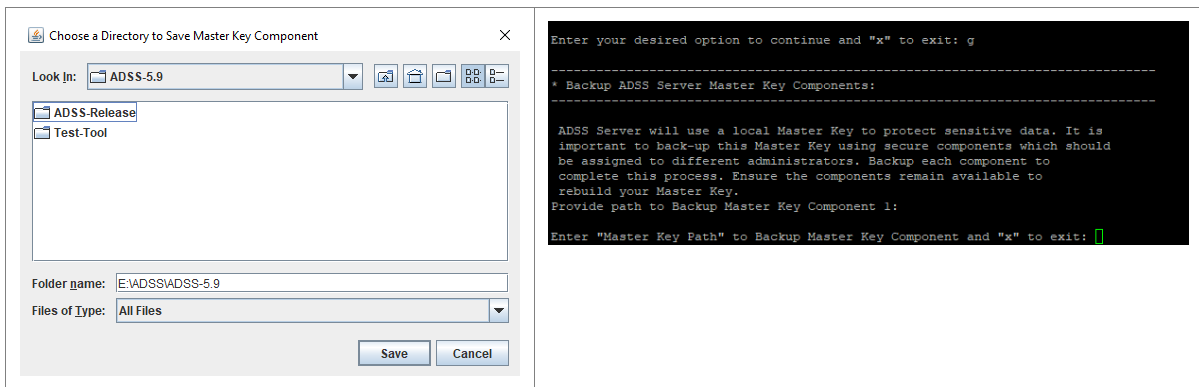 Choose a Directory to Save Master Key Component
Look In: ADSS-5.9
ADSS-Release
Test-Tool
Folder name: E:\ADSS\ADSS-5.9
Files of Type: All Files
Save Cancel
Enter your desired option to continue and "x" to exit: g
--------------------------------------------------------------------------------
* Backup ADSS Server Master Key Components:
--------------------------------------------------------------------------------
ADSS Server will use a local Master Key to protect sensitive data. It is
important to back-up this Master Key using secure components which should
be assigned to different administrators. Backup each component to
complete this process. Ensure the components remain available to
rebuild your Master Key.
Provide path to Backup Master Key Component 1:
Enter "Master Key Path" to Backup Master Key Component and "x" to exit: